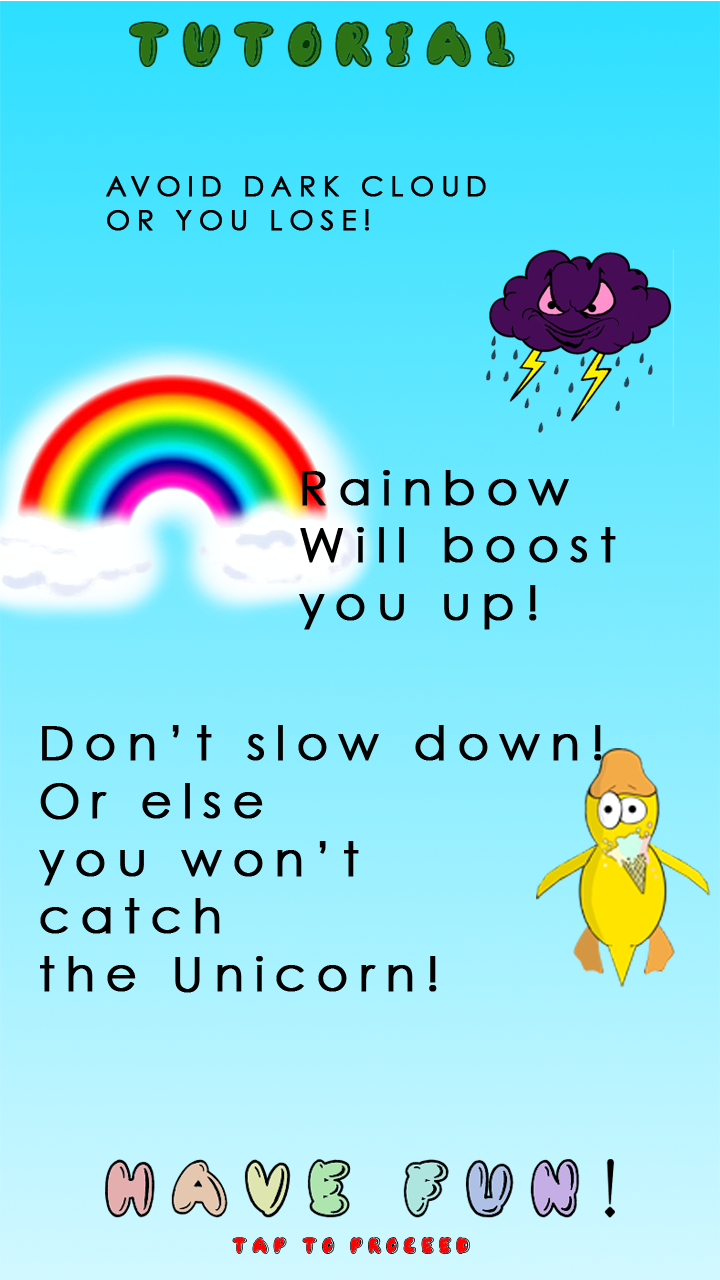 TUTORIAL
AVOID DARK CLOUD
OR YOU LOSE!
Rainbow
Will boost
you up!
Don’t slow down!
Or else
you won’t
catch
the Unicorn!
HAVE FUN!
TAP TO PROCEED